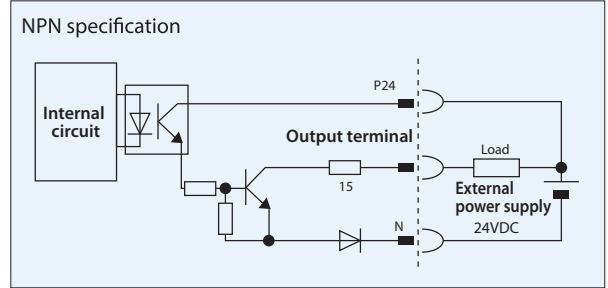 NPN specification
P24
Internal
circuit
Output terminal
Load
15
External
power supply
N
24VDC